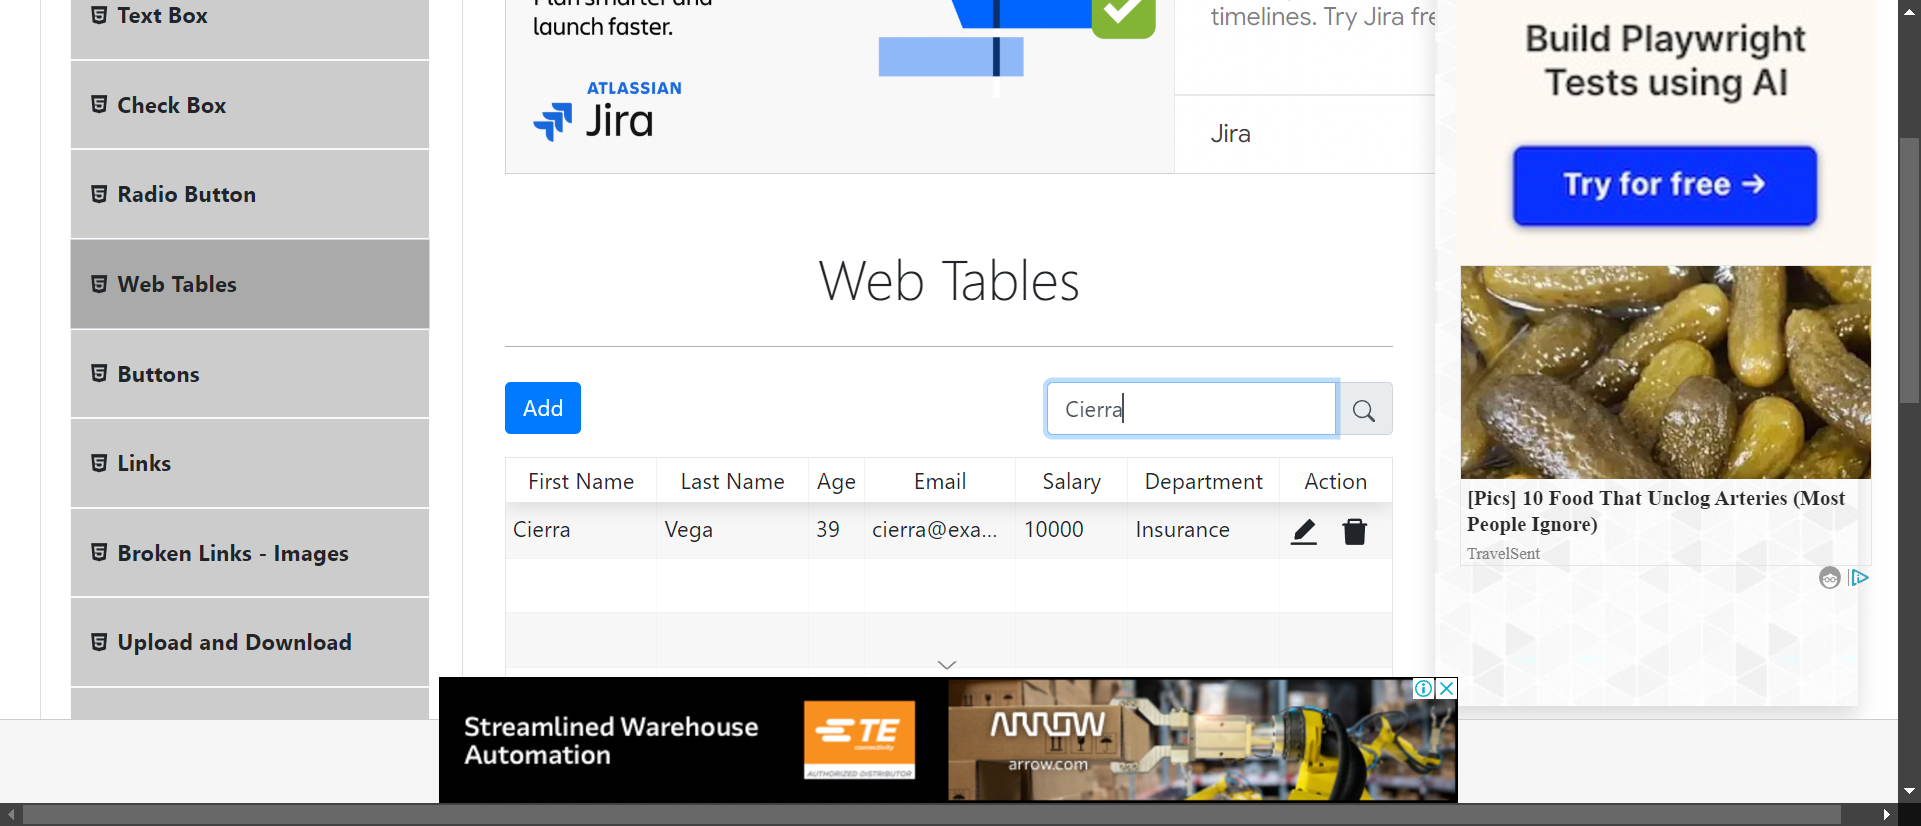 Text Box
Check Box
Radio Button
Web Tables
Buttons
Links
Broken Links - Images
Upload and Download
launch faster.
ATLASSIAN
Jira
timelines. Try Jira fre
Jira
Web Tables
Add
Cierra
First Name Last Name Age Email Salary Department Action
Cierra Vega 39 cierra@exa... 10000 Insurance
Build Playwright
Tests using AI
Try for free →
[Pics] 10 Food That Unclog Arteries (Most
People Ignore)
TravelSent
Streamlined Warehouse
Automation
TE
connectivity
AUTHORIZED DISTRIBUTOR
ARROW
arrow.com